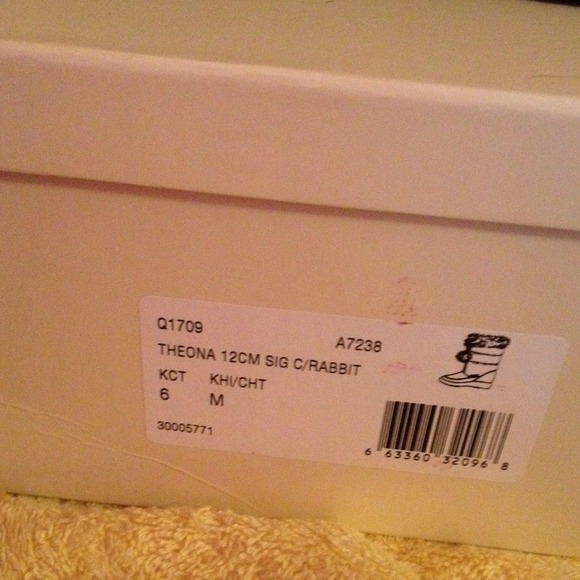 Q1709
A7238
THEONA 12CM SIG C/RABBIT
KCT KHI/CHT
6 M
30005771
6 63360 32096 8